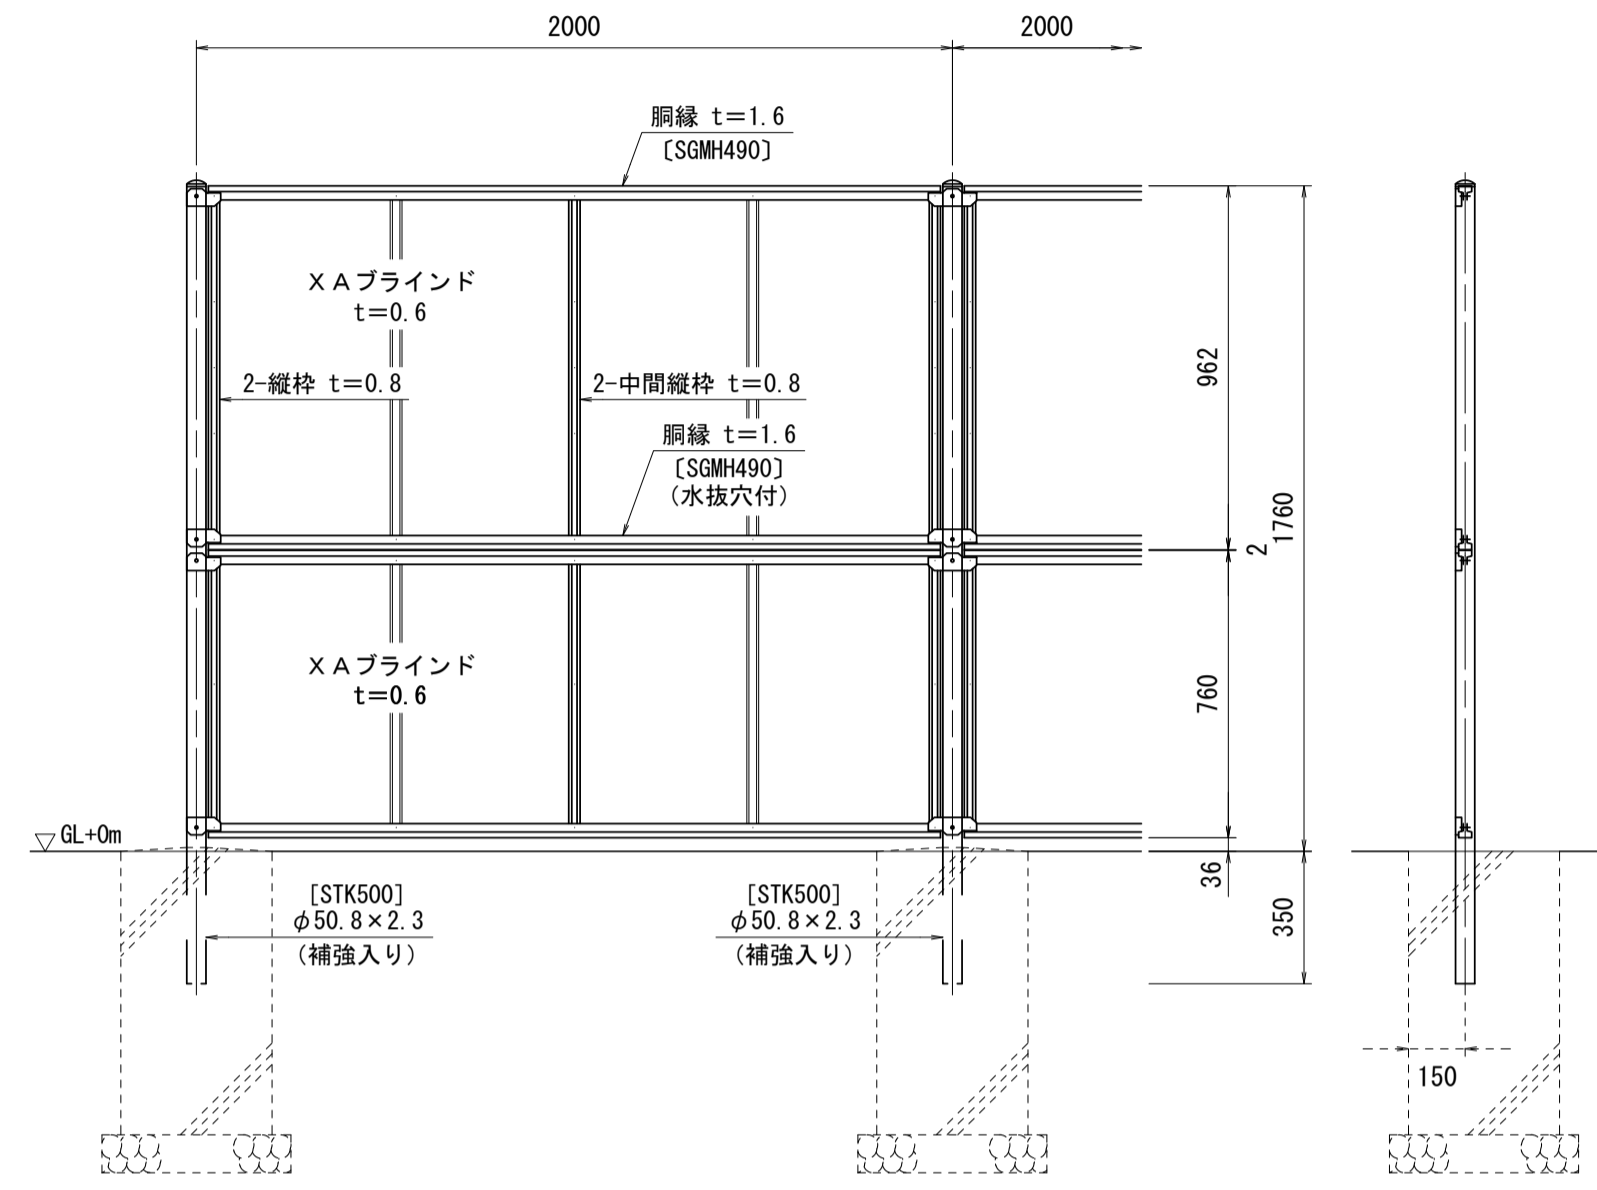 2000
2000
胴縁 t=1.6
〔SGMH490〕
XAブラインド
t=0.6
962
2-縦枠 t=0.8
2-中間縦枠 t=0.8
胴縁 t=1.6
〔SGMH490〕
(水抜穴付)
1760
2
XAブラインド
t=0.6
760
GL+0m
36
[STK500]
φ50.8×2.3
(補強入り)
[STK500]
φ50.8×2.3
(補強入り)
350
150